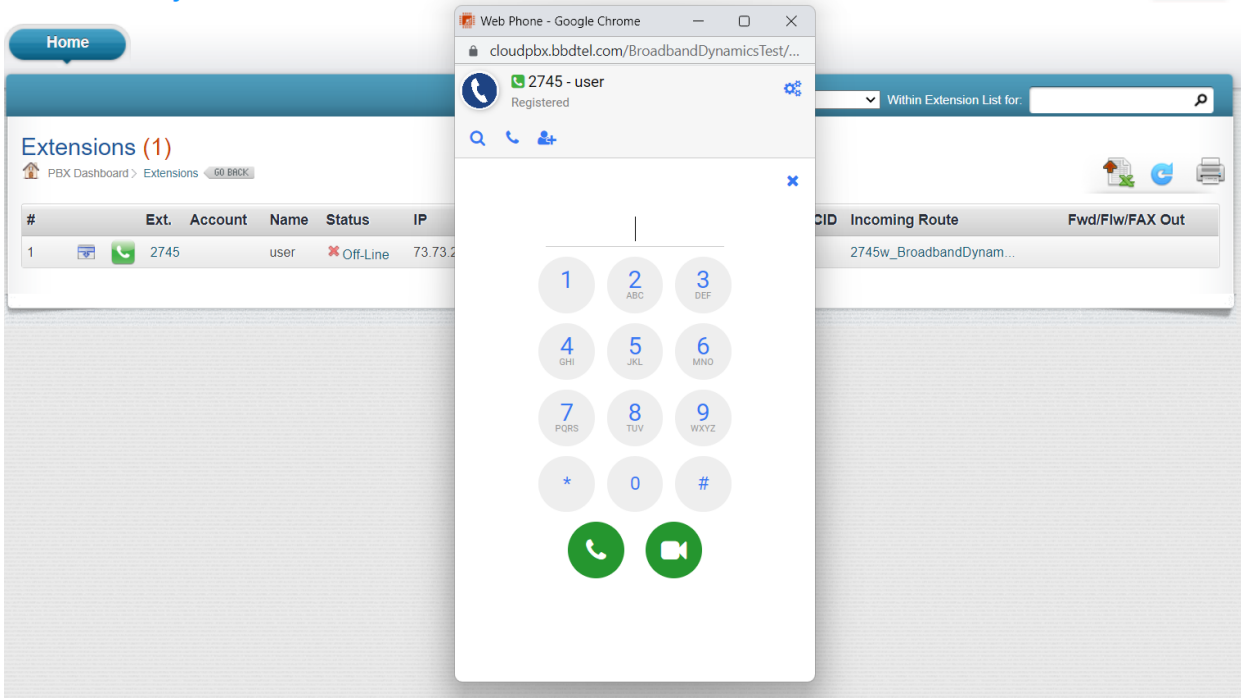 Home
Web Phone - Google Chrome
cloudpbx.bbdtel.com/BroadbandDynamicsTest/...
2745 - user
Registered
Within Extension List for:
Extensions (1)
PBX Dashboard > Extensions GO BACK
# Ext. Account Name Status IP CID Incoming Route Fwd/Flw/FAX Out
1 2745 user Off-Line 73.73.2 2745w_BroadbandDynam...
1 2 3
ABC DEF
4 5 6
GHI JKL MNO
7 8 9
PQRS TUV WXYZ
* 0 #